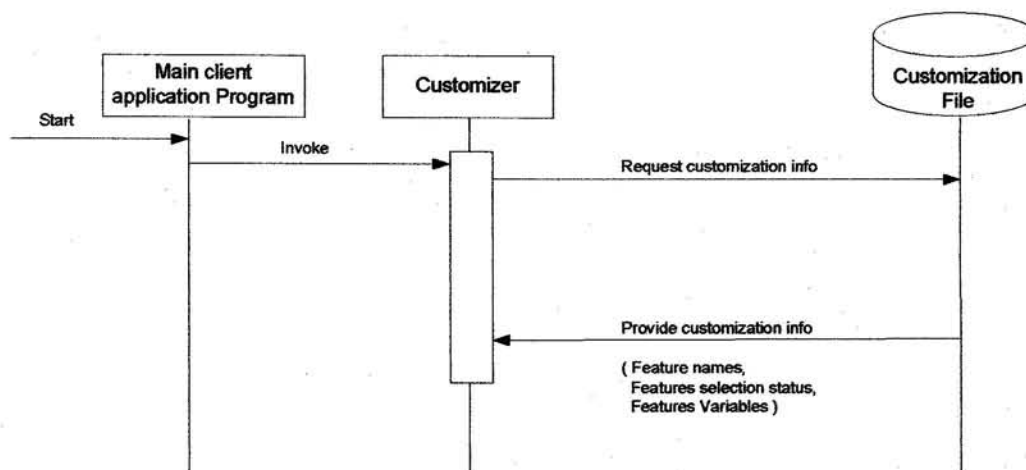 Main client
application Program
Customizer
Customization
File
Start
Invoke
Request customization info
Provide customization info
( Feature names,
Features selection status,
Features Variables )